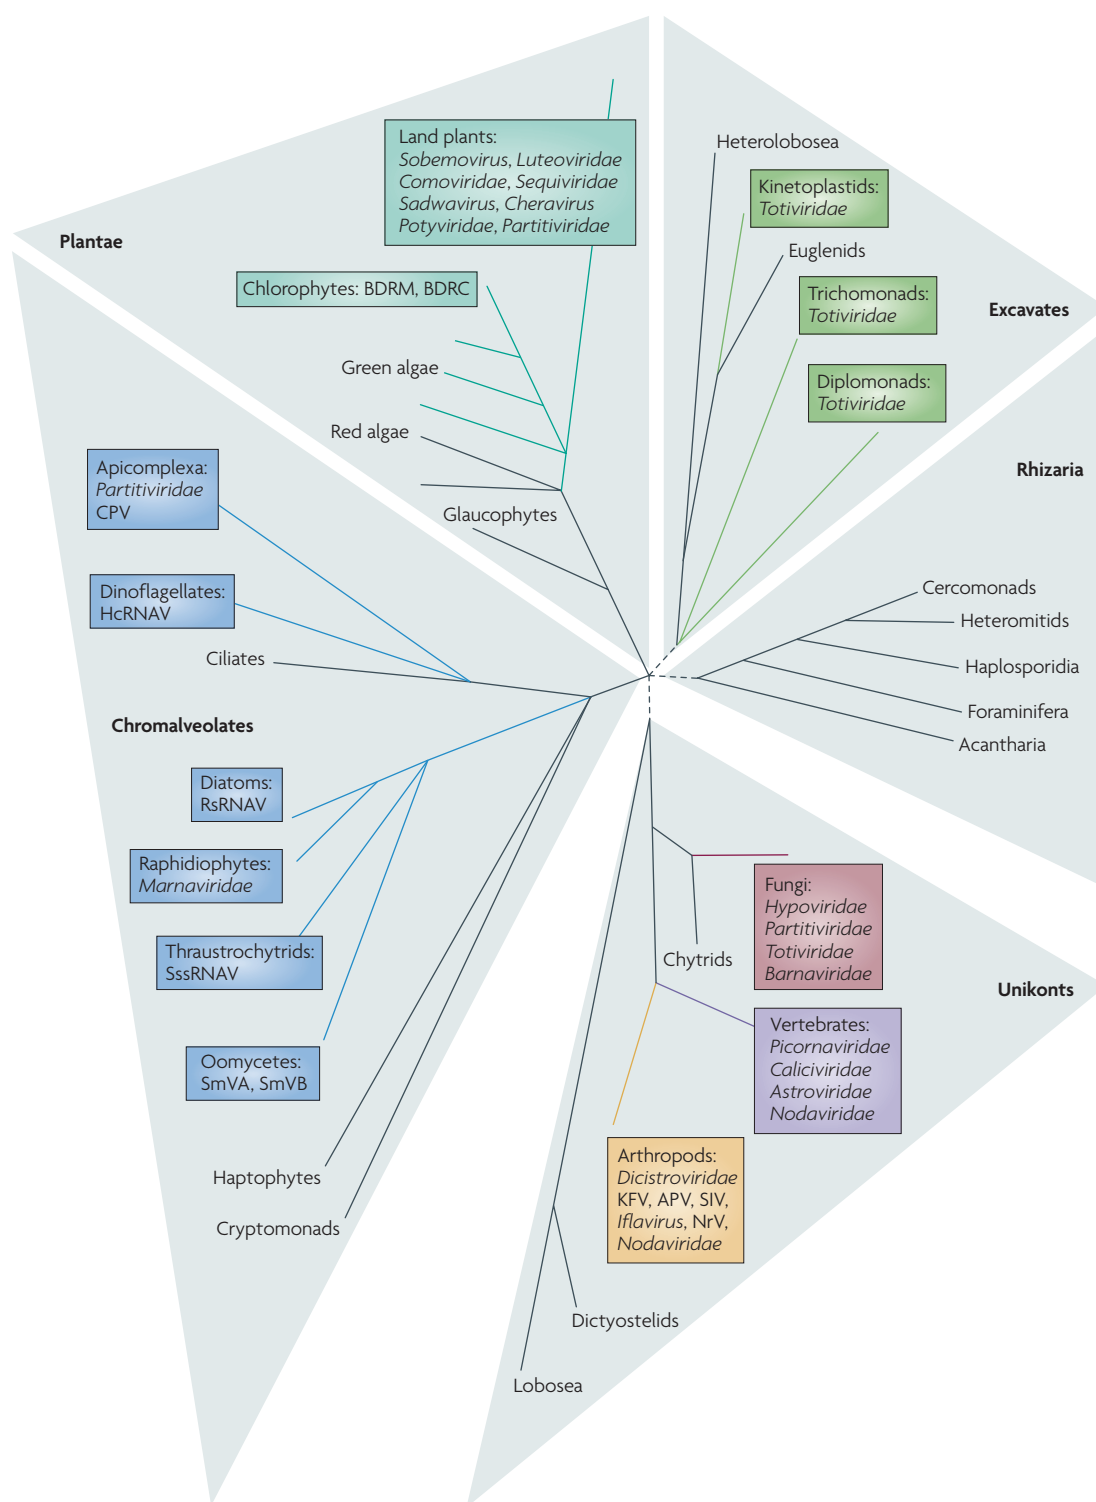 Plantae
Land plants:
Sobemovirus, Luteoviridae
Comoviridae, Sequiviridae
Sadwavirus, Cheravirus
Potyviridae, Partitiviridae
Chlorophytes: BDRM, BDRC
Green algae
Red algae
Glaucophytes
Heterolobosea
Kinetoplastids:
Totiviridae
Euglenids
Trichomonads:
Totiviridae
Diplomonads:
Totiviridae
Excavates
Rhizaria
Cercomonads
Heteromitids
Haplosporidia
Foraminifera
Acantharia
Apicomplexa:
Partitiviridae
CPV
Dinoflagellates:
HcRNAV
Ciliates
Chromalveolates
Diatoms:
RsRNAV
Raphidiophytes:
Marnaviridae
Thraustrochytrids:
SssRNAV
Oomycetes:
SmVA, SmVB
Haptophytes
Cryptomonads
Fungi:
Hypoviridae
Partitiviridae
Totiviridae
Barnaviridae
Chytrids
Unikonts
Vertebrates:
Picornaviridae
Caliciviridae
Astroviridae
Nodaviridae
Arthropods:
Dicistroviridae
KFV, APV, SIV,
Iflavirus, NrV,
Nodaviridae
Dictyostelids
Lobosea